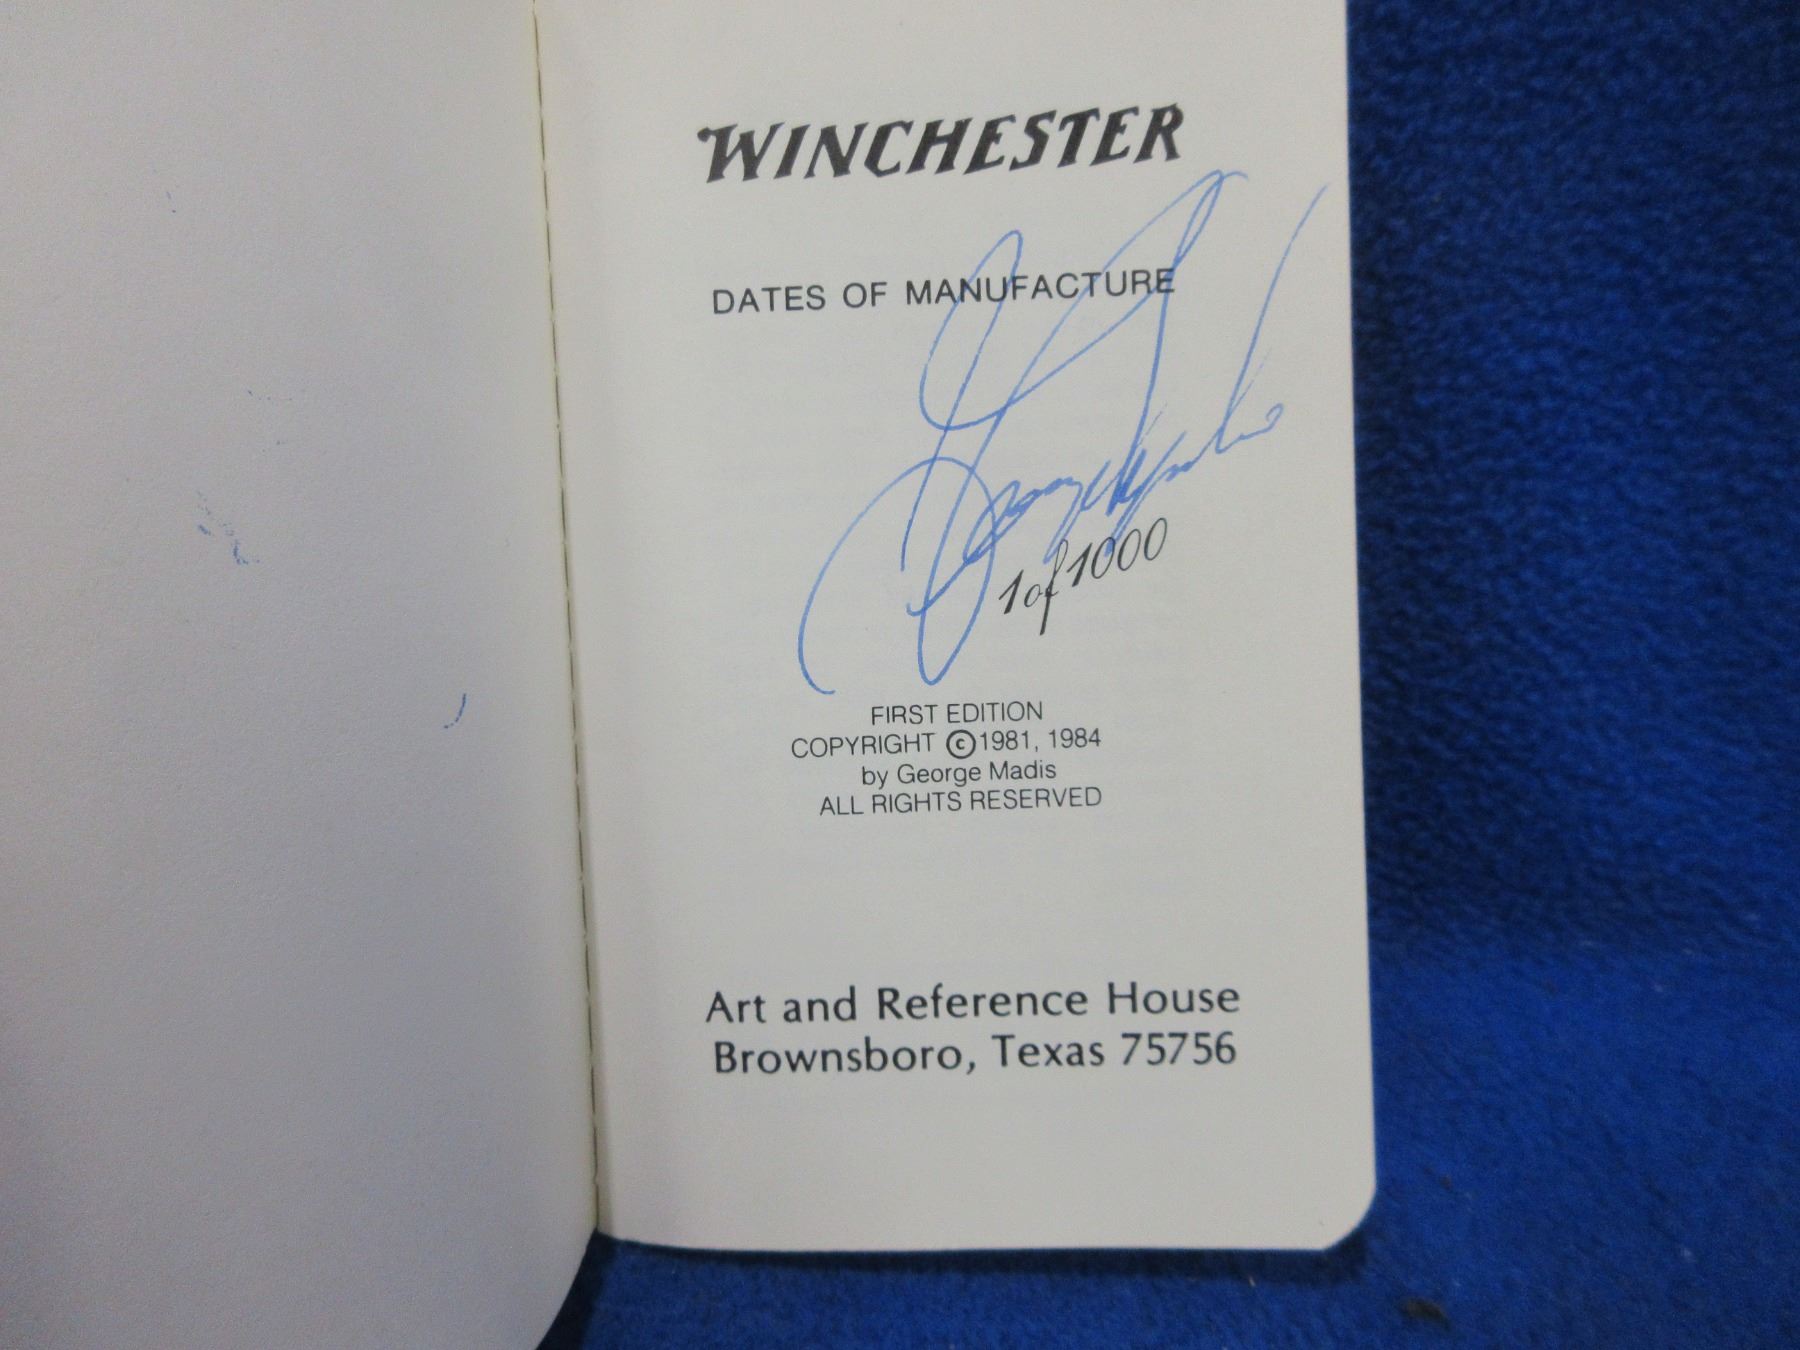 WINCHESTER
DATES OF MANUFACTURE
1 of 1000
FIRST EDITION
COPYRIGHT ©1981, 1984
by George Madis
ALL RIGHTS RESERVED
Art and Reference House
Brownsboro, Texas 75756